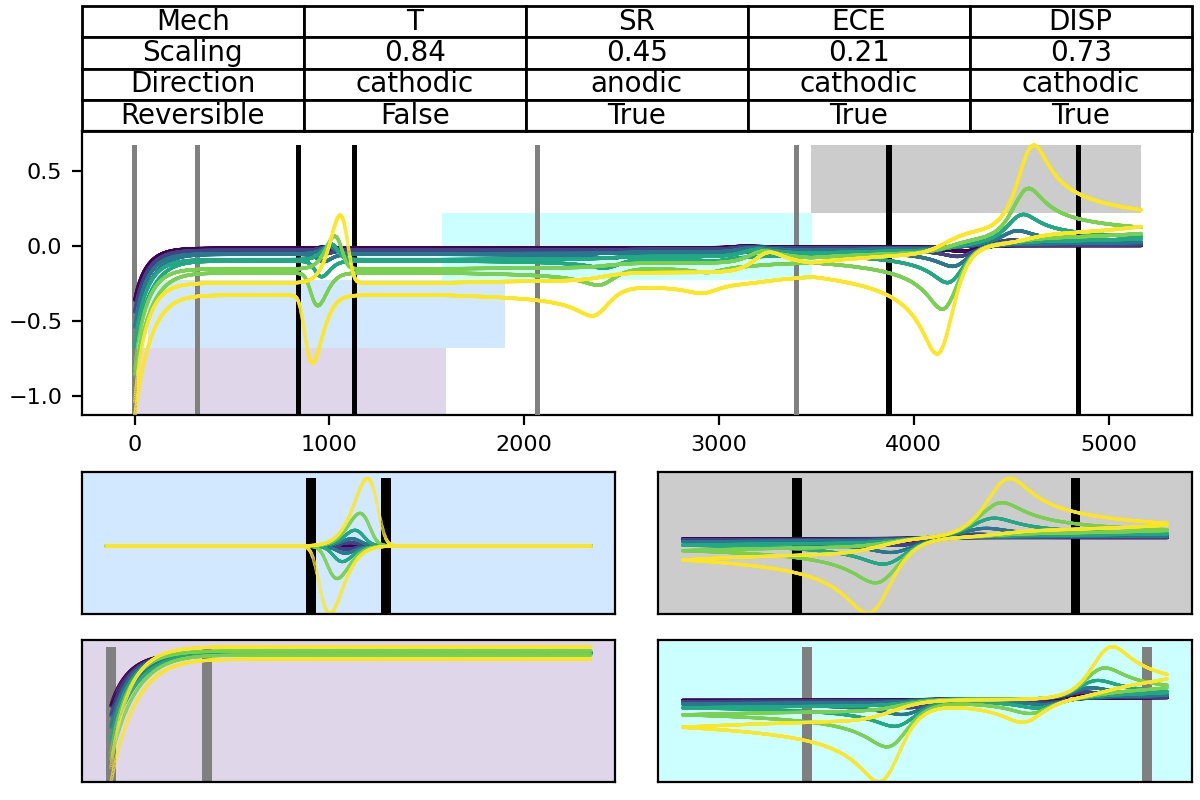 Mech T SR ECE DISP
Scaling 0.84 0.45 0.21 0.73
Direction cathodic anodic cathodic cathodic
Reversible False True True True
0.5
0.0
−0.5
−1.0
0 1000 2000 3000 4000 5000